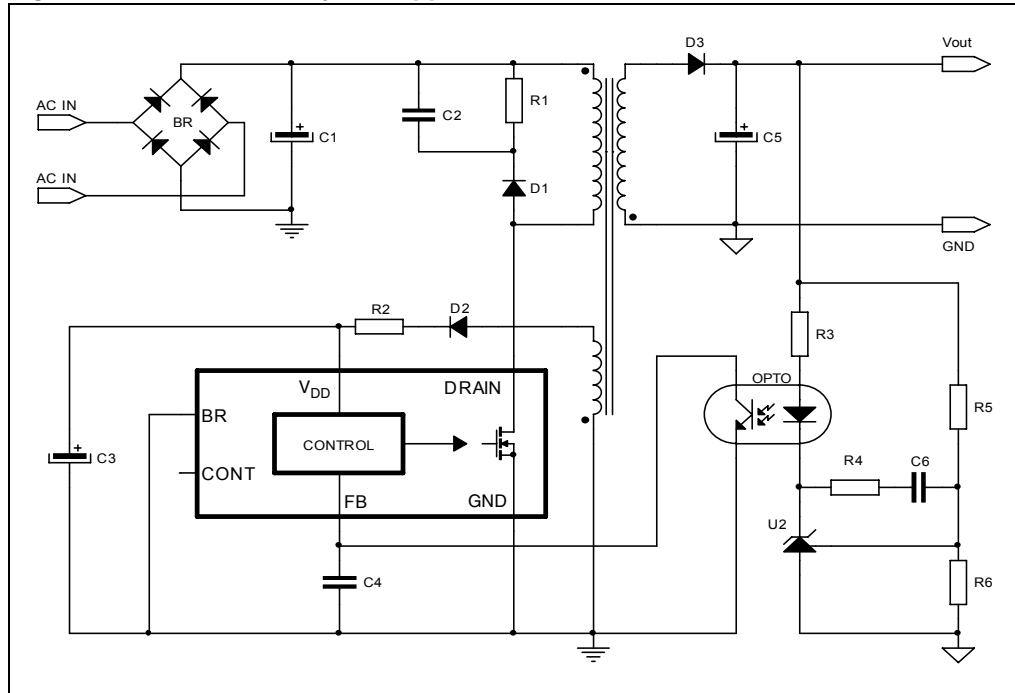 D3
Vout
AC IN
BR
C1
C2
R1
C5
AC IN
D1
GND
R2
D2
R3
VDD
DRAIN
OPTO
BR
R5
CONTROL
C3
CONT
R4
C6
FB
GND
U2
C4
R6